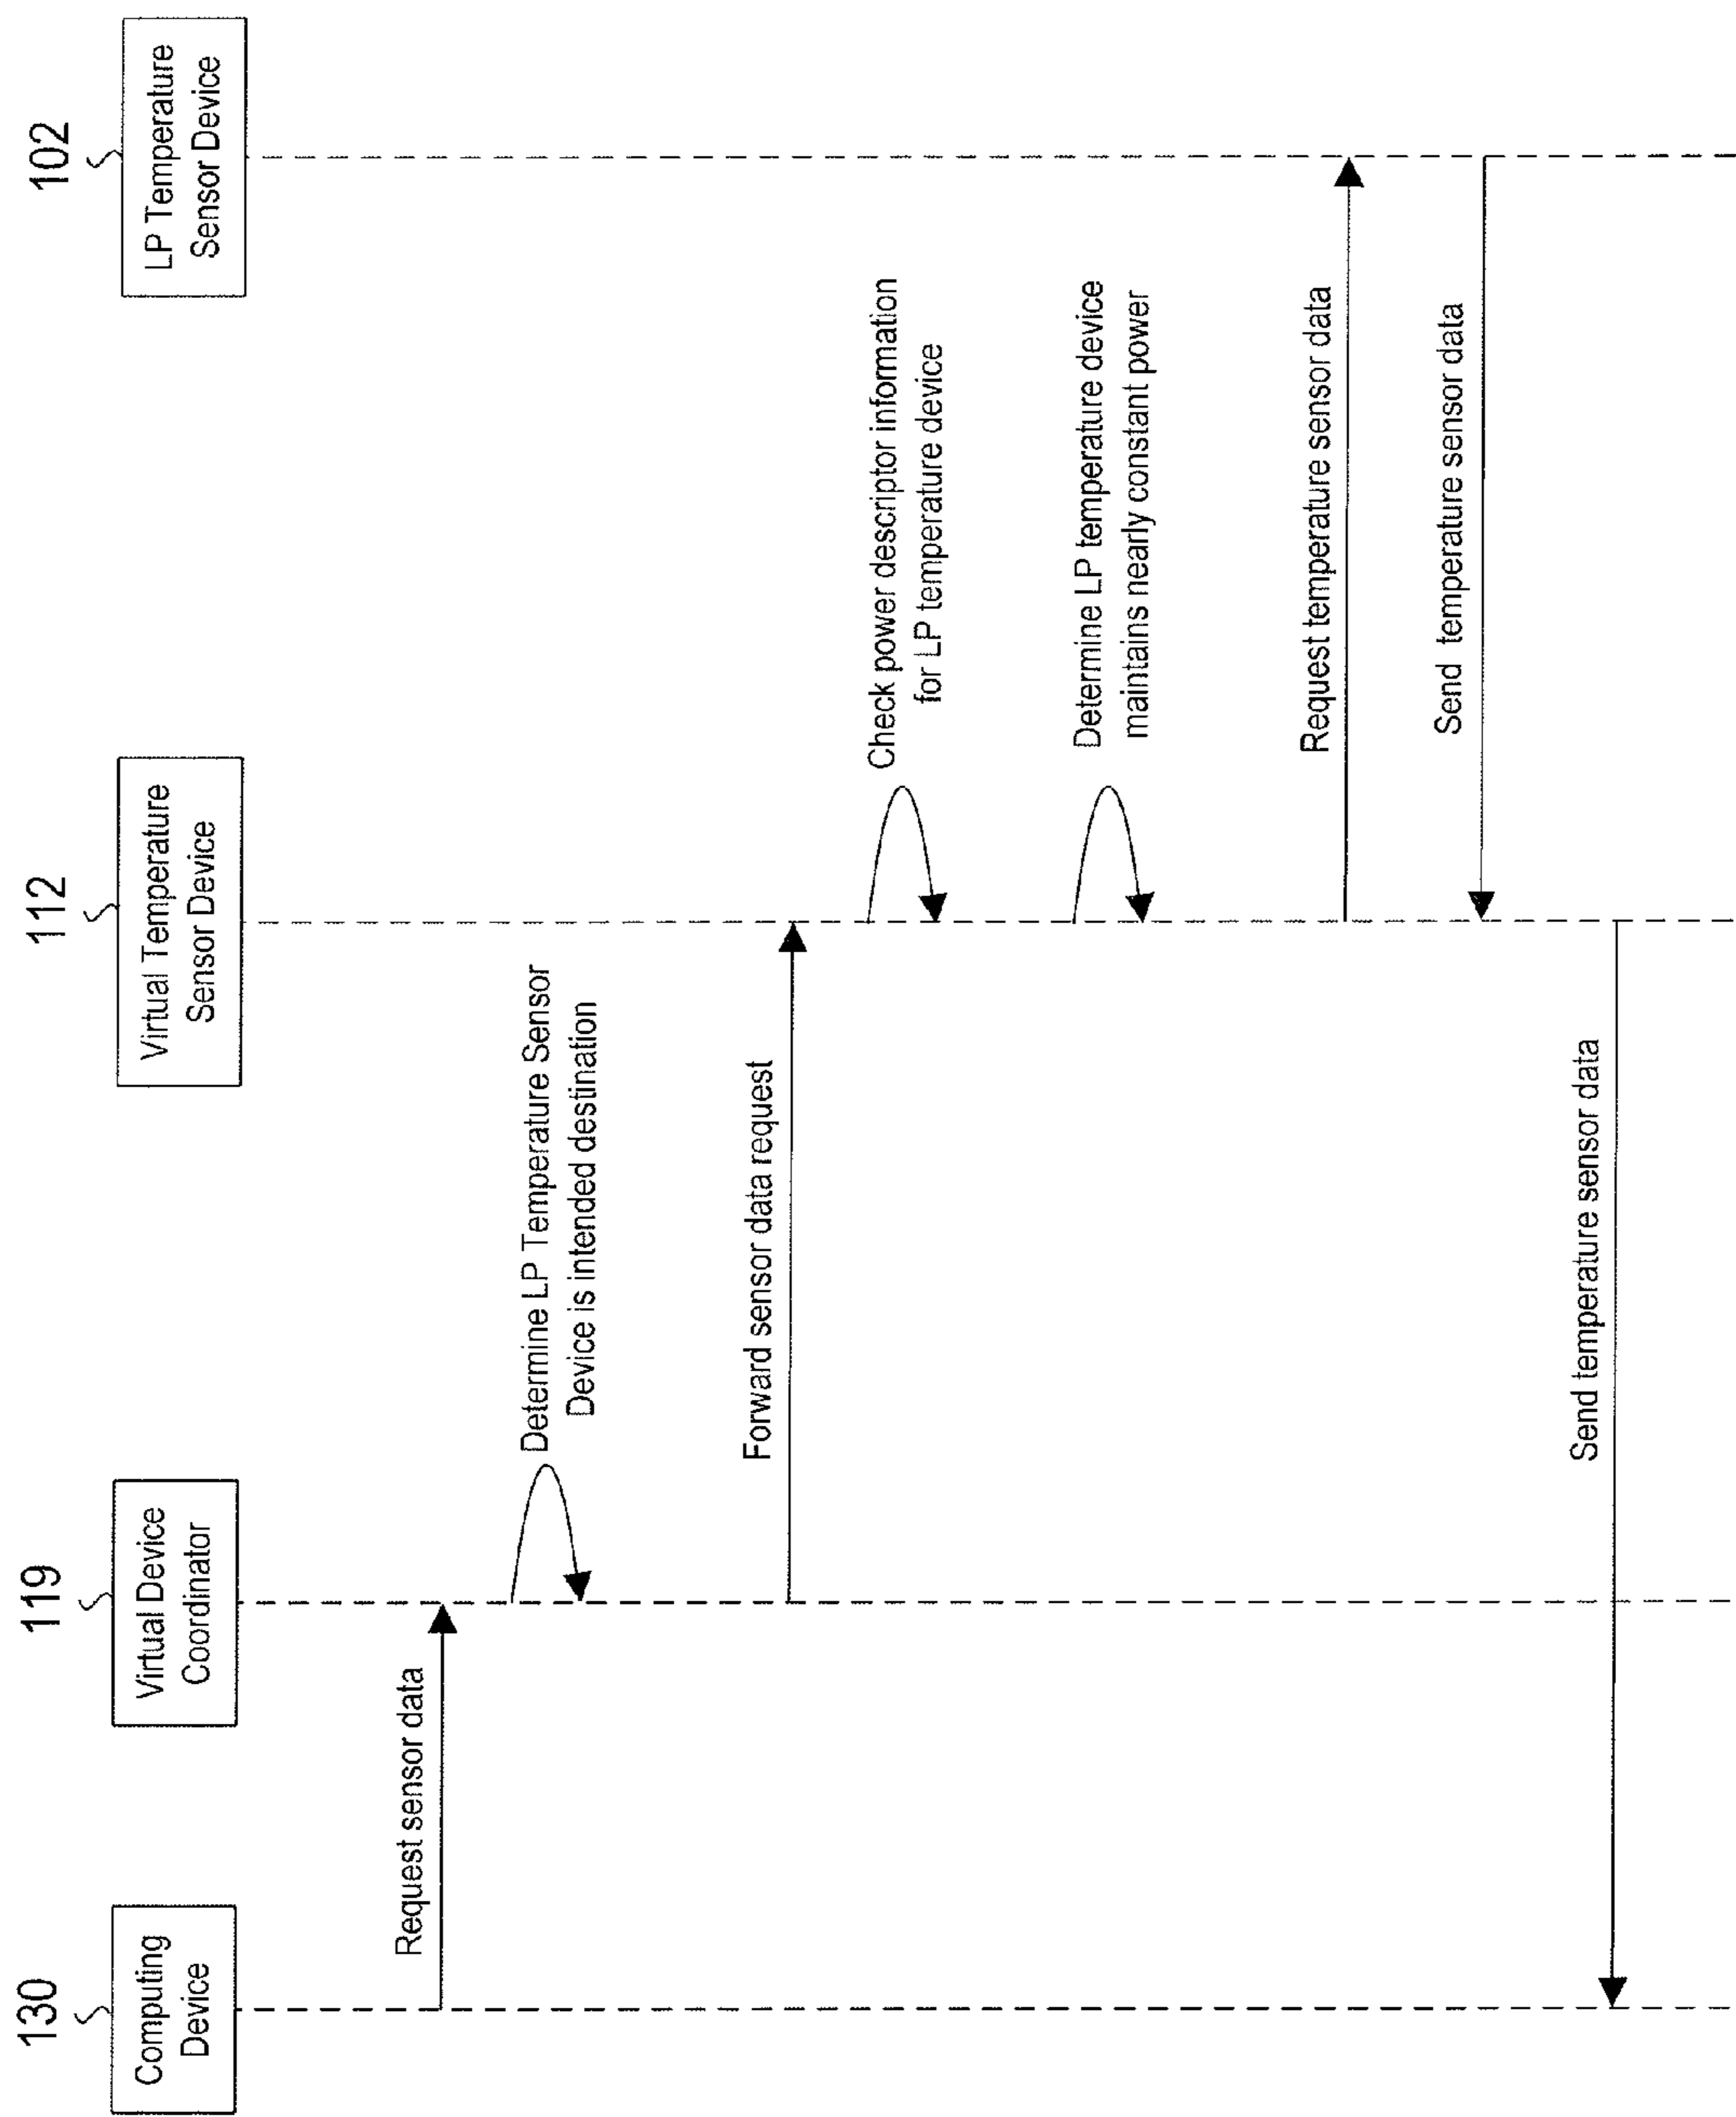 130
Computing
Device
119
Virtual Device
Coordinator
112
Virtual Temperature
Sensor Device
102
LP Temperature
Sensor Device
Request sensor data
Determine LP Temperature Sensor
Device is intended destination
Forward sensor data request
Check power descriptor information
for LP temperature device
Determine LP temperature device
maintains nearly constant power
Request temperature sensor data
Send temperature sensor data
Send temperature sensor data